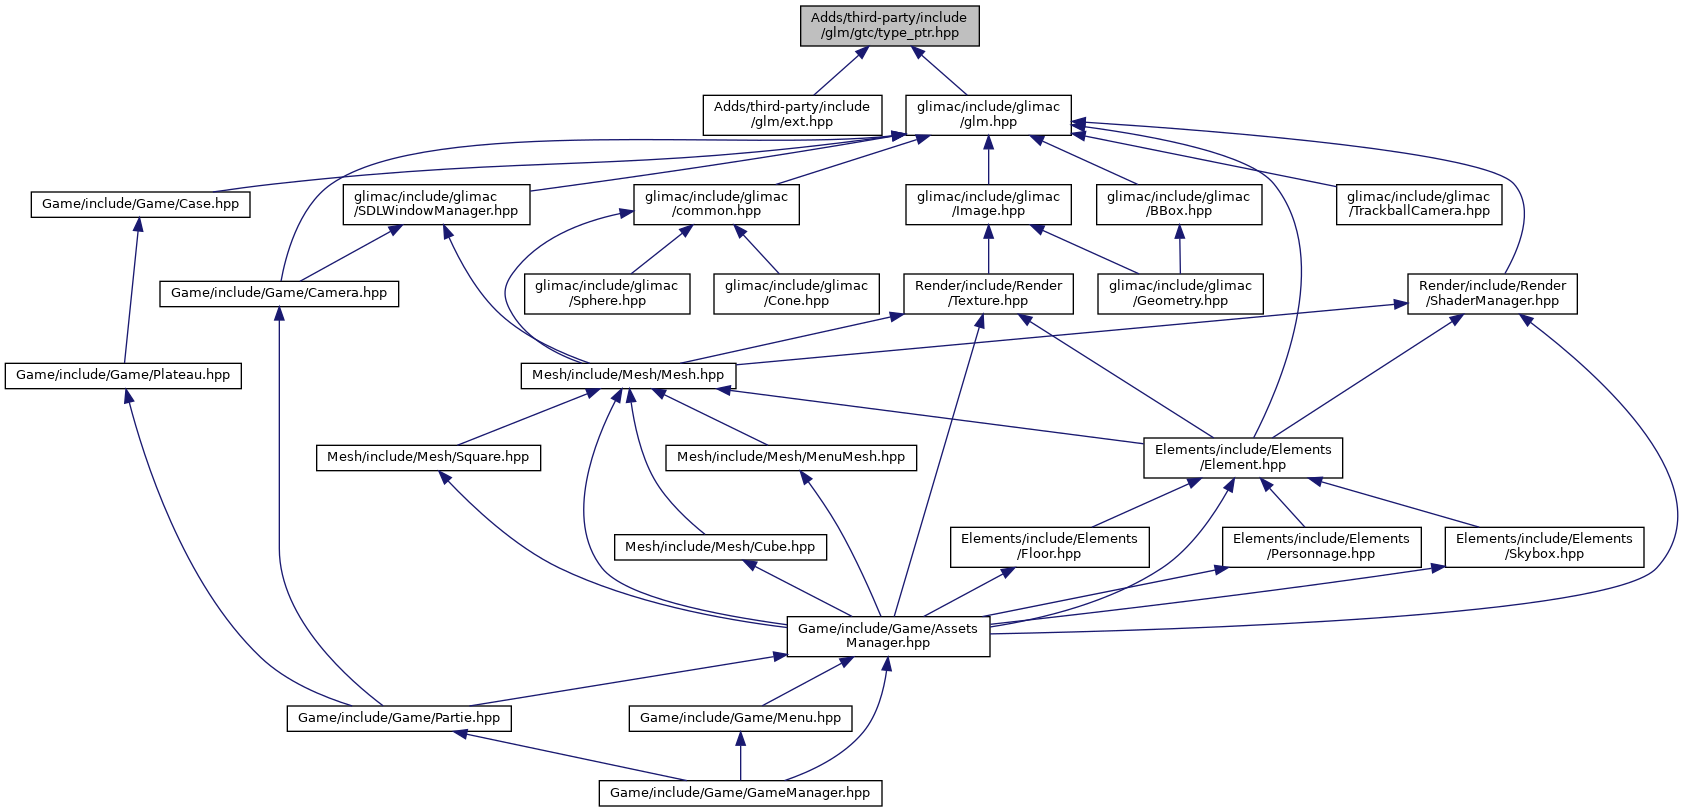 Adds/third-party/include
/glm/gtc/type_ptr.hpp
Adds/third-party/include
/glm/ext.hpp
glimac/include/glimac
/glm.hpp
Game/include/Game/Case.hpp
glimac/include/glimac
/SDLWindowManager.hpp
glimac/include/glimac
/common.hpp
glimac/include/glimac
/Image.hpp
glimac/include/glimac
/BBox.hpp
glimac/include/glimac
/TrackballCamera.hpp
Game/include/Game/Camera.hpp
glimac/include/glimac
/Sphere.hpp
glimac/include/glimac
/Cone.hpp
Render/include/Render
/Texture.hpp
glimac/include/glimac
/Geometry.hpp
Render/include/Render
/ShaderManager.hpp
Game/include/Game/Plateau.hpp
Mesh/include/Mesh/Mesh.hpp
Mesh/include/Mesh/Square.hpp
Mesh/include/Mesh/MenuMesh.hpp
Elements/include/Elements
/Element.hpp
Mesh/include/Mesh/Cube.hpp
Elements/include/Elements
/Floor.hpp
Elements/include/Elements
/Personnage.hpp
Elements/include/Elements
/Skybox.hpp
Game/include/Game/Assets
Manager.hpp
Game/include/Game/Partie.hpp
Game/include/Game/Menu.hpp
Game/include/Game/GameManager.hpp